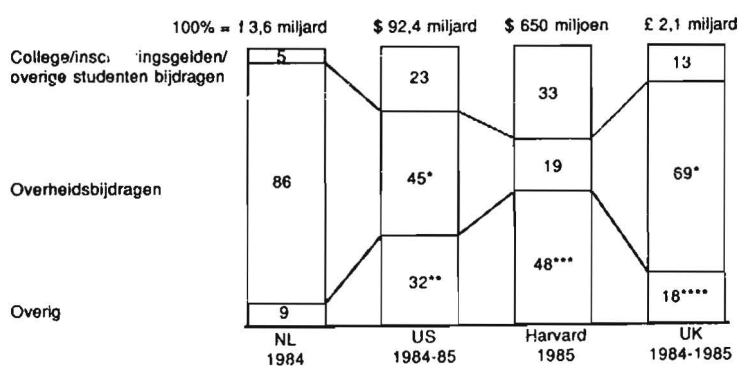 100% = f 3,6 miljard $ 92,4 miljard $ 650 miljoen £ 2,1 miljard
College/ ingsgelden/
overige studenten bijdragen
5 23 33 13
Overheidsbijdragen
86 45* 19 69*
Overig
9 32** 48*** 18****
NL US Harvard UK
1984 1984-85 1985 1984-1985